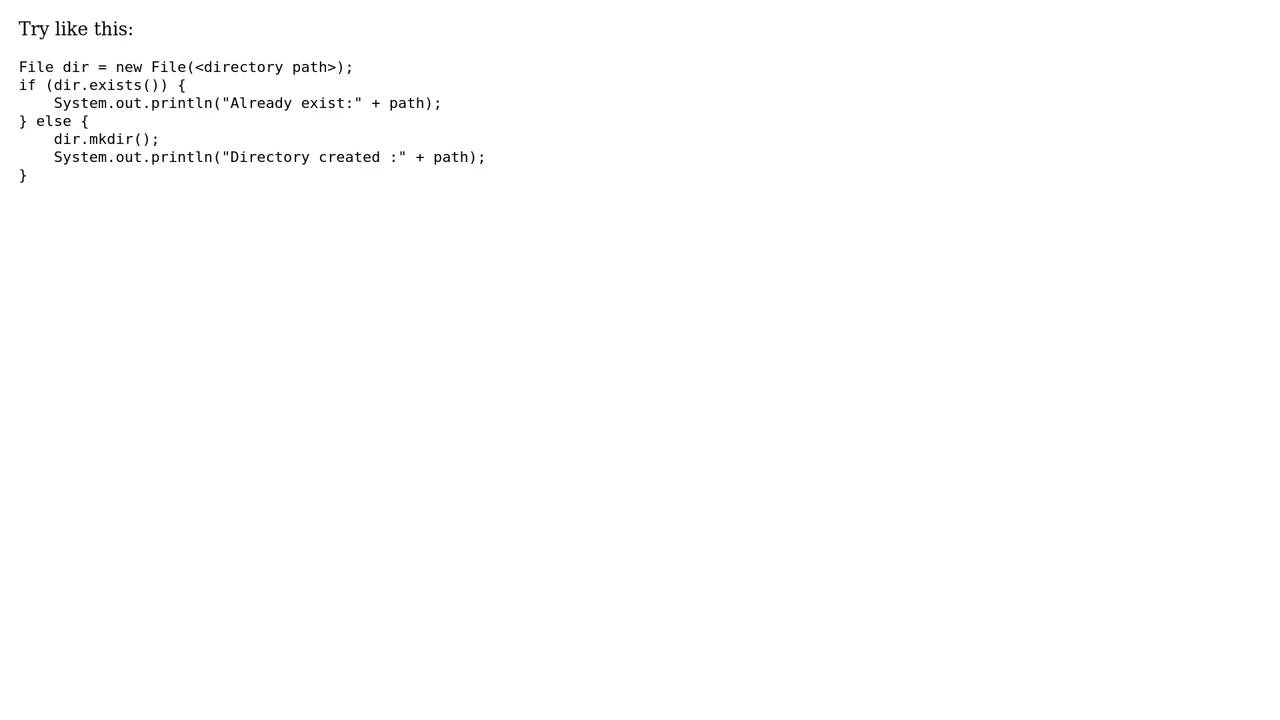 Try like this:
File dir = new File(<directory path>);
if (dir.exists()) {
    System.out.println("Already exist:" + path);
} else {
    dir.mkdir();
    System.out.println("Directory created :" + path);
}